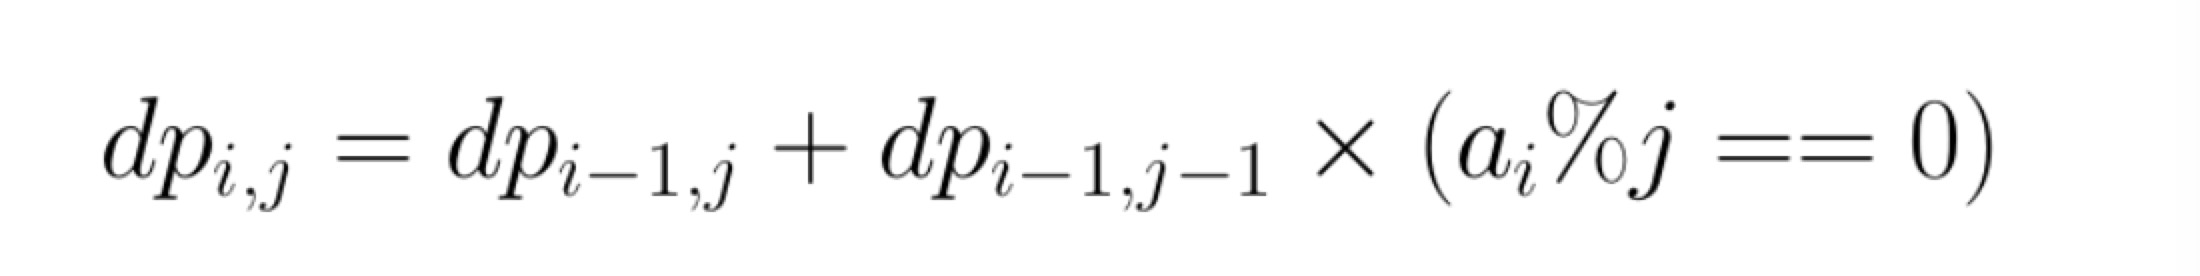 dp_{i,j} = dp_{i-1,j} + dp_{i-1,j-1} × (a_i%j == 0)